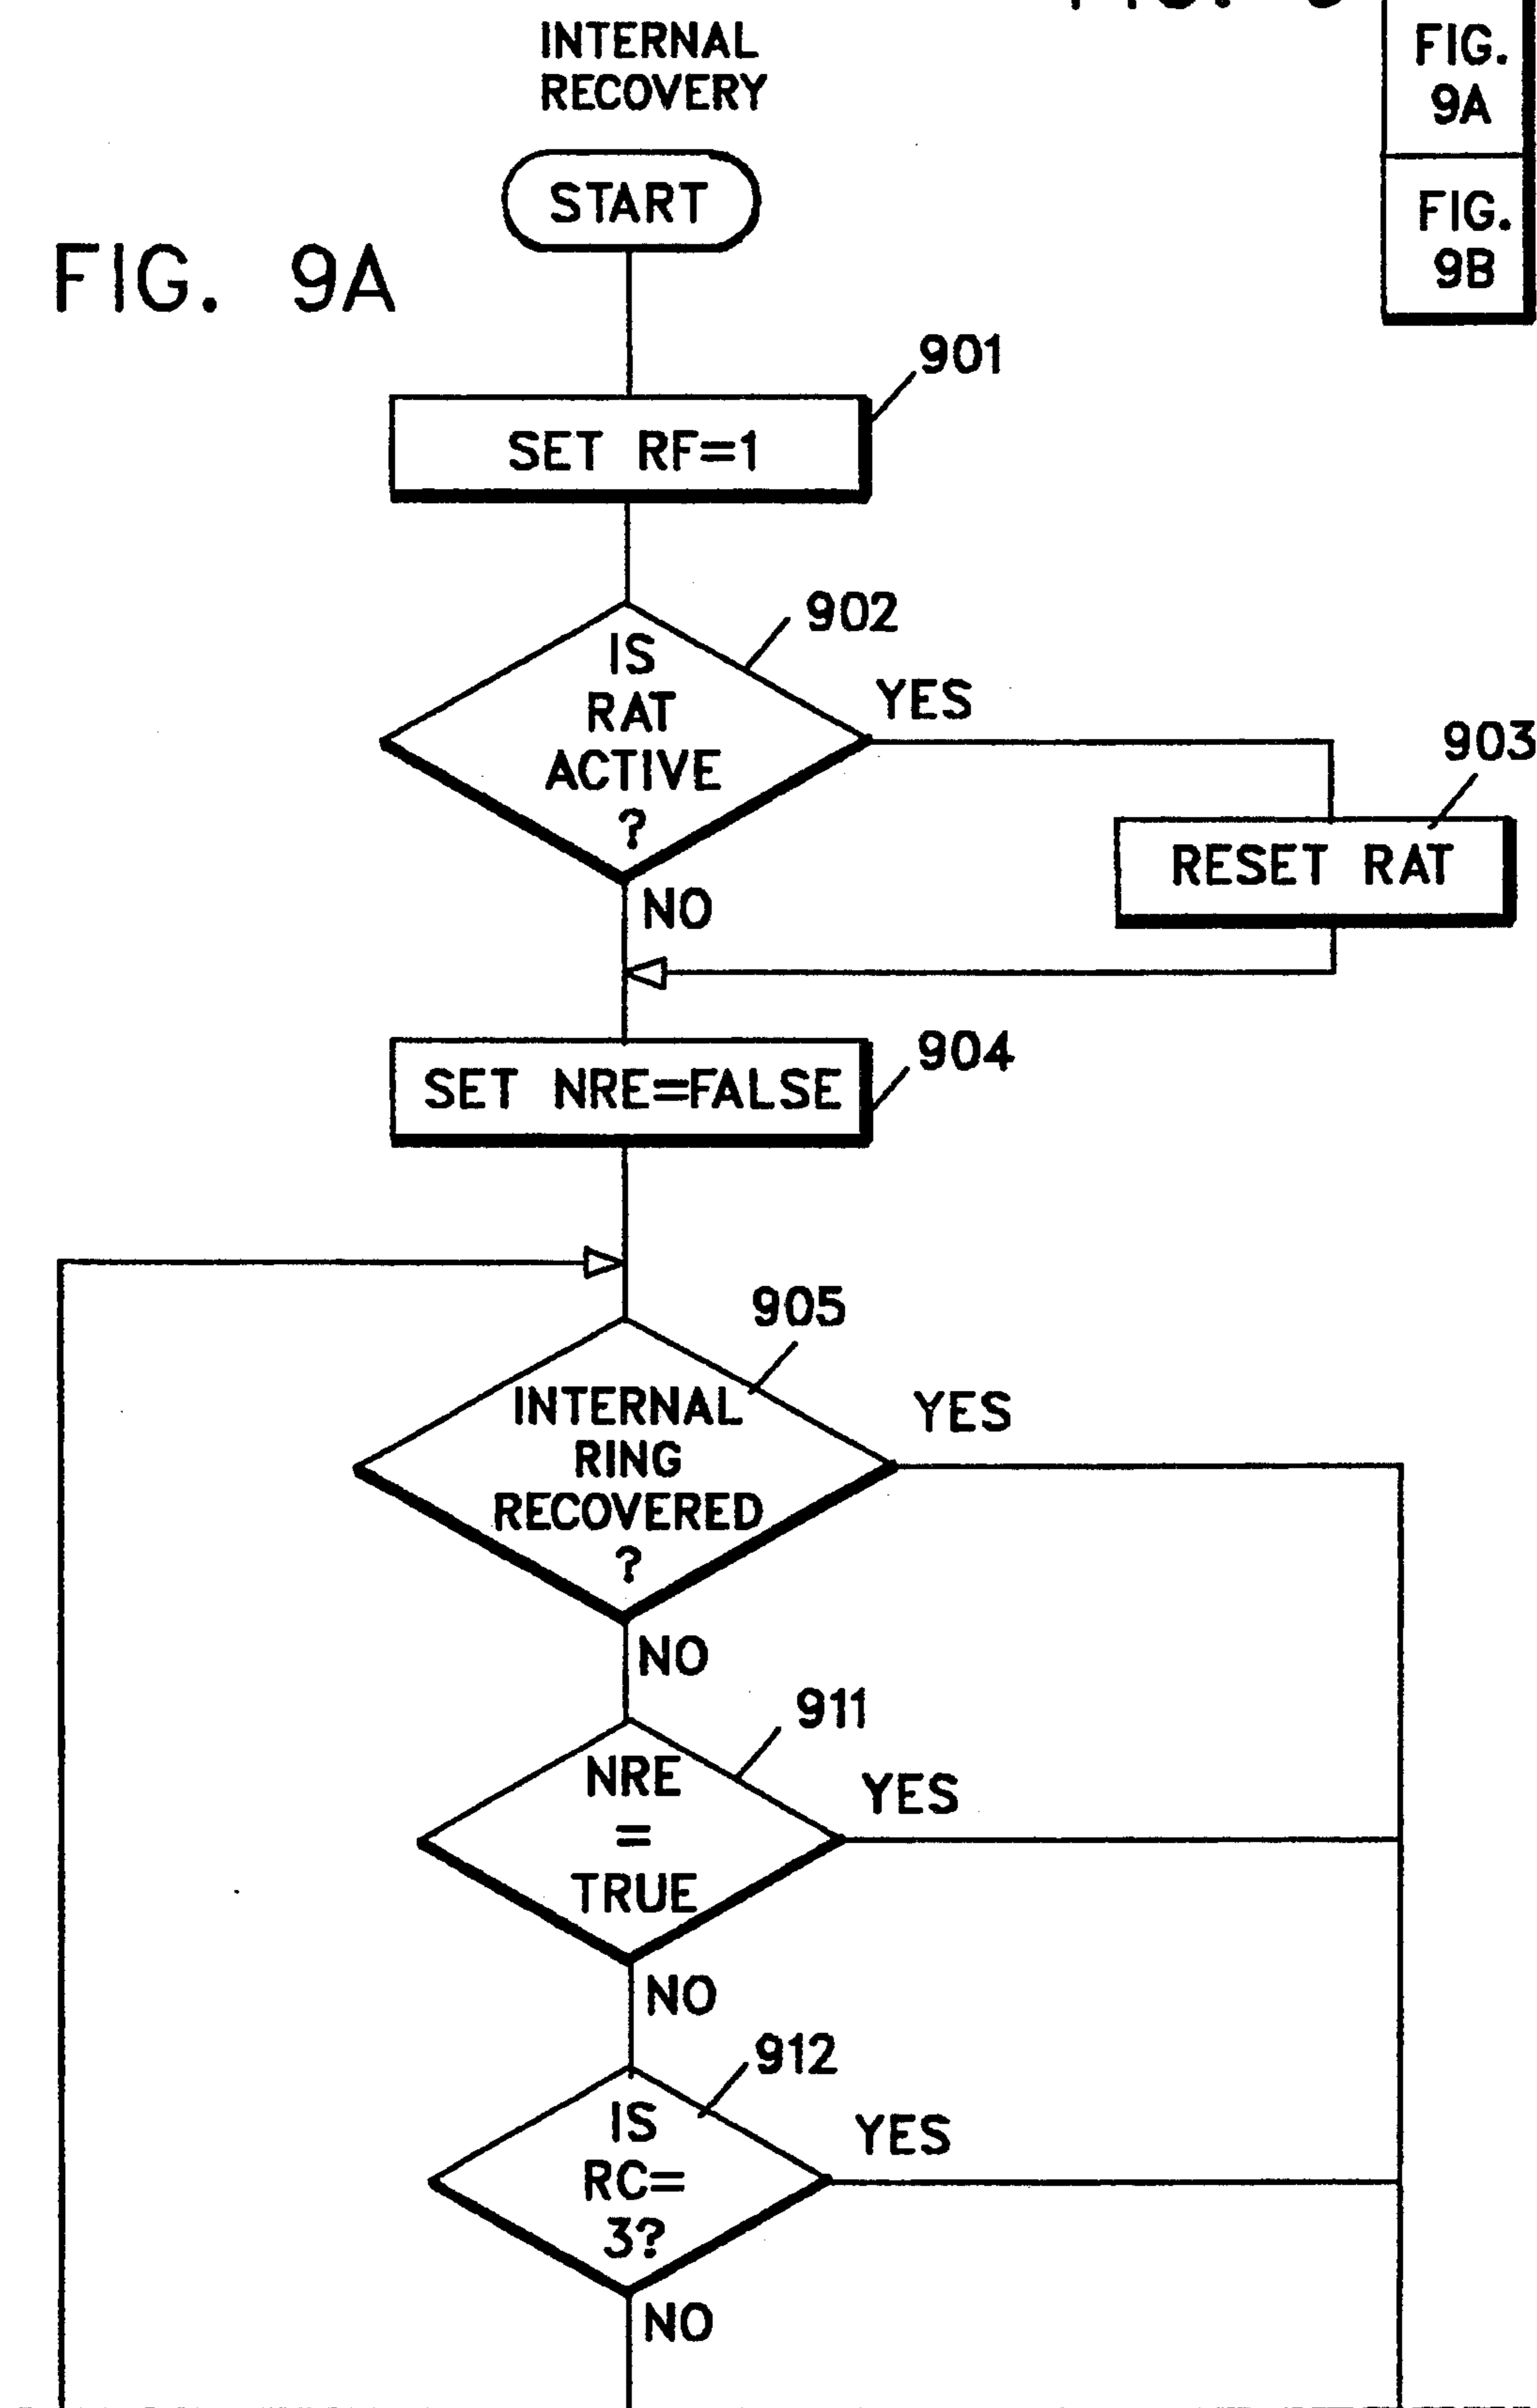 INTERNAL
RECOVERY
FIG.
9A
START
FIG.
9B
FIG. 9A
901
SET RF=1
902
IS
RAT
ACTIVE
?
YES
903
RESET RAT
NO
904
SET NRE=FALSE
905
INTERNAL
RING
RECOVERED
?
YES
NO
911
NRE
=
TRUE
YES
NO
912
IS
RC=
3?
YES
NO